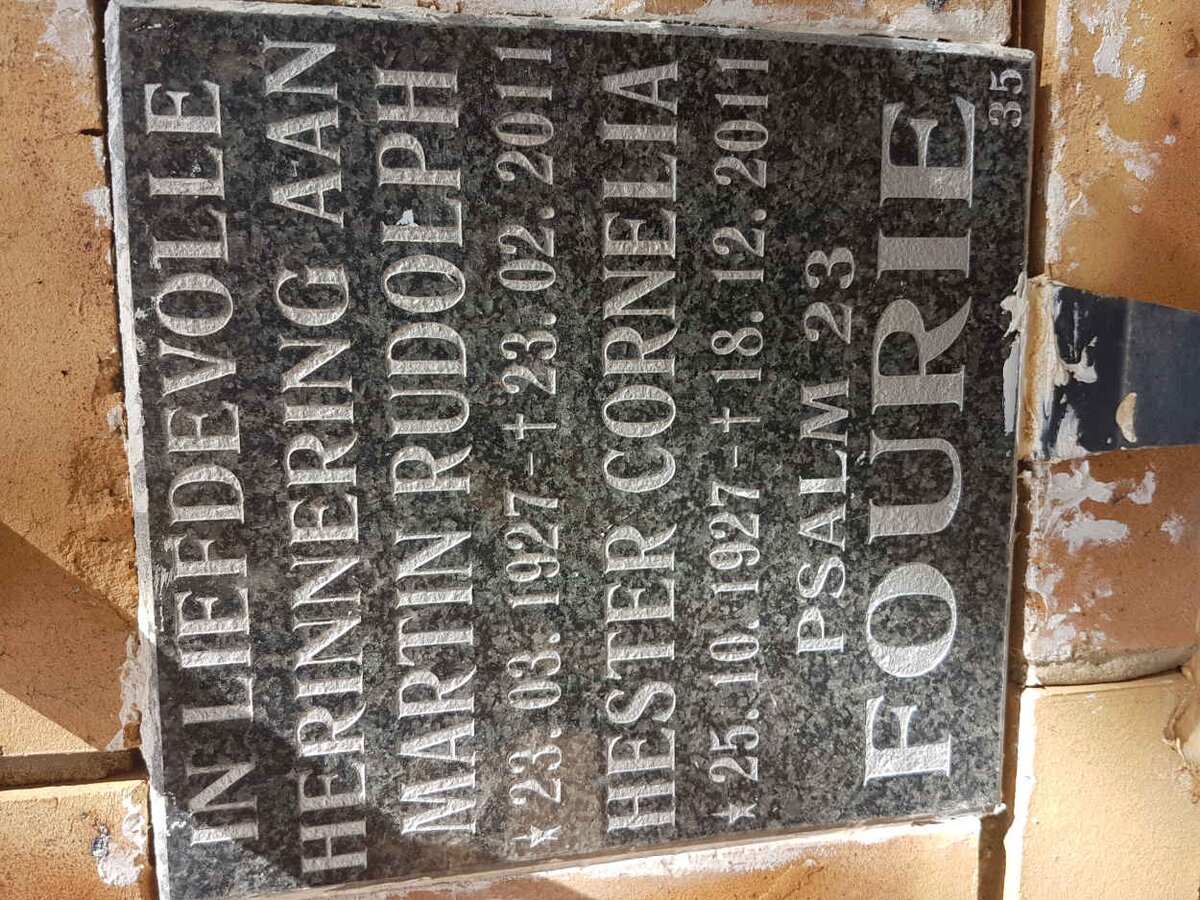 IN LIEFDEVOLLE
HERINNERING AAN
MARTIN RUDOLPH
☆ 23. 03. 1927 - † 23. 02. 2011
HESTER CORNELIA
☆ 25. 10. 1927 - † 18. 12. 2011
PSALM 23
FOURIE
35